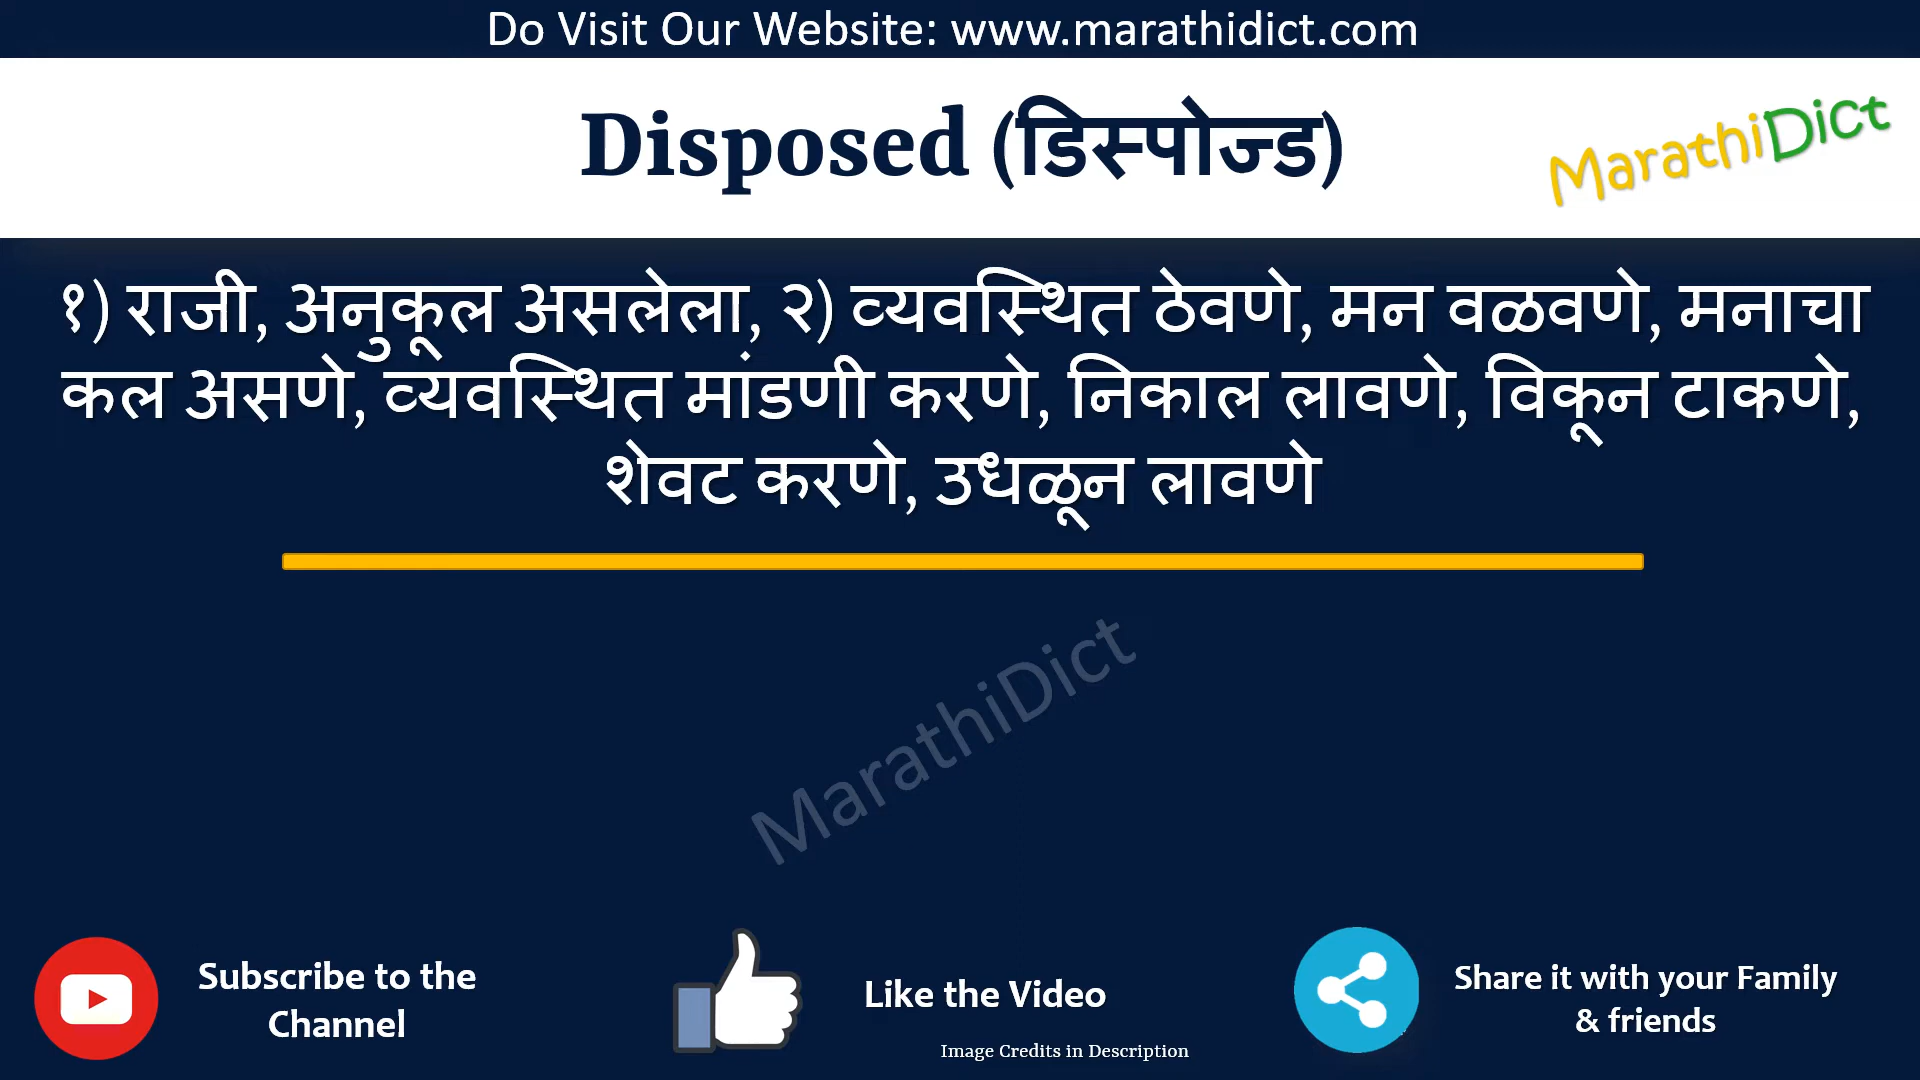 Do Visit Our Website: www.marathidict.com
Disposed (डिस्पोज्ड)
MarathiDict
१) राजी, अनुकूल असलेला, २) व्यवस्थित ठेवणे, मन वळवणे, मनाचा
कल असणे, व्यवस्थित मांडणी करणे, निकाल लावणे, विकून टाकणे,
शेवट करणे, उधळून लावणे
MarathiDict
Subscribe to the
Channel
Like the Video
Share it with your Family
& friends
Image Credits in Description